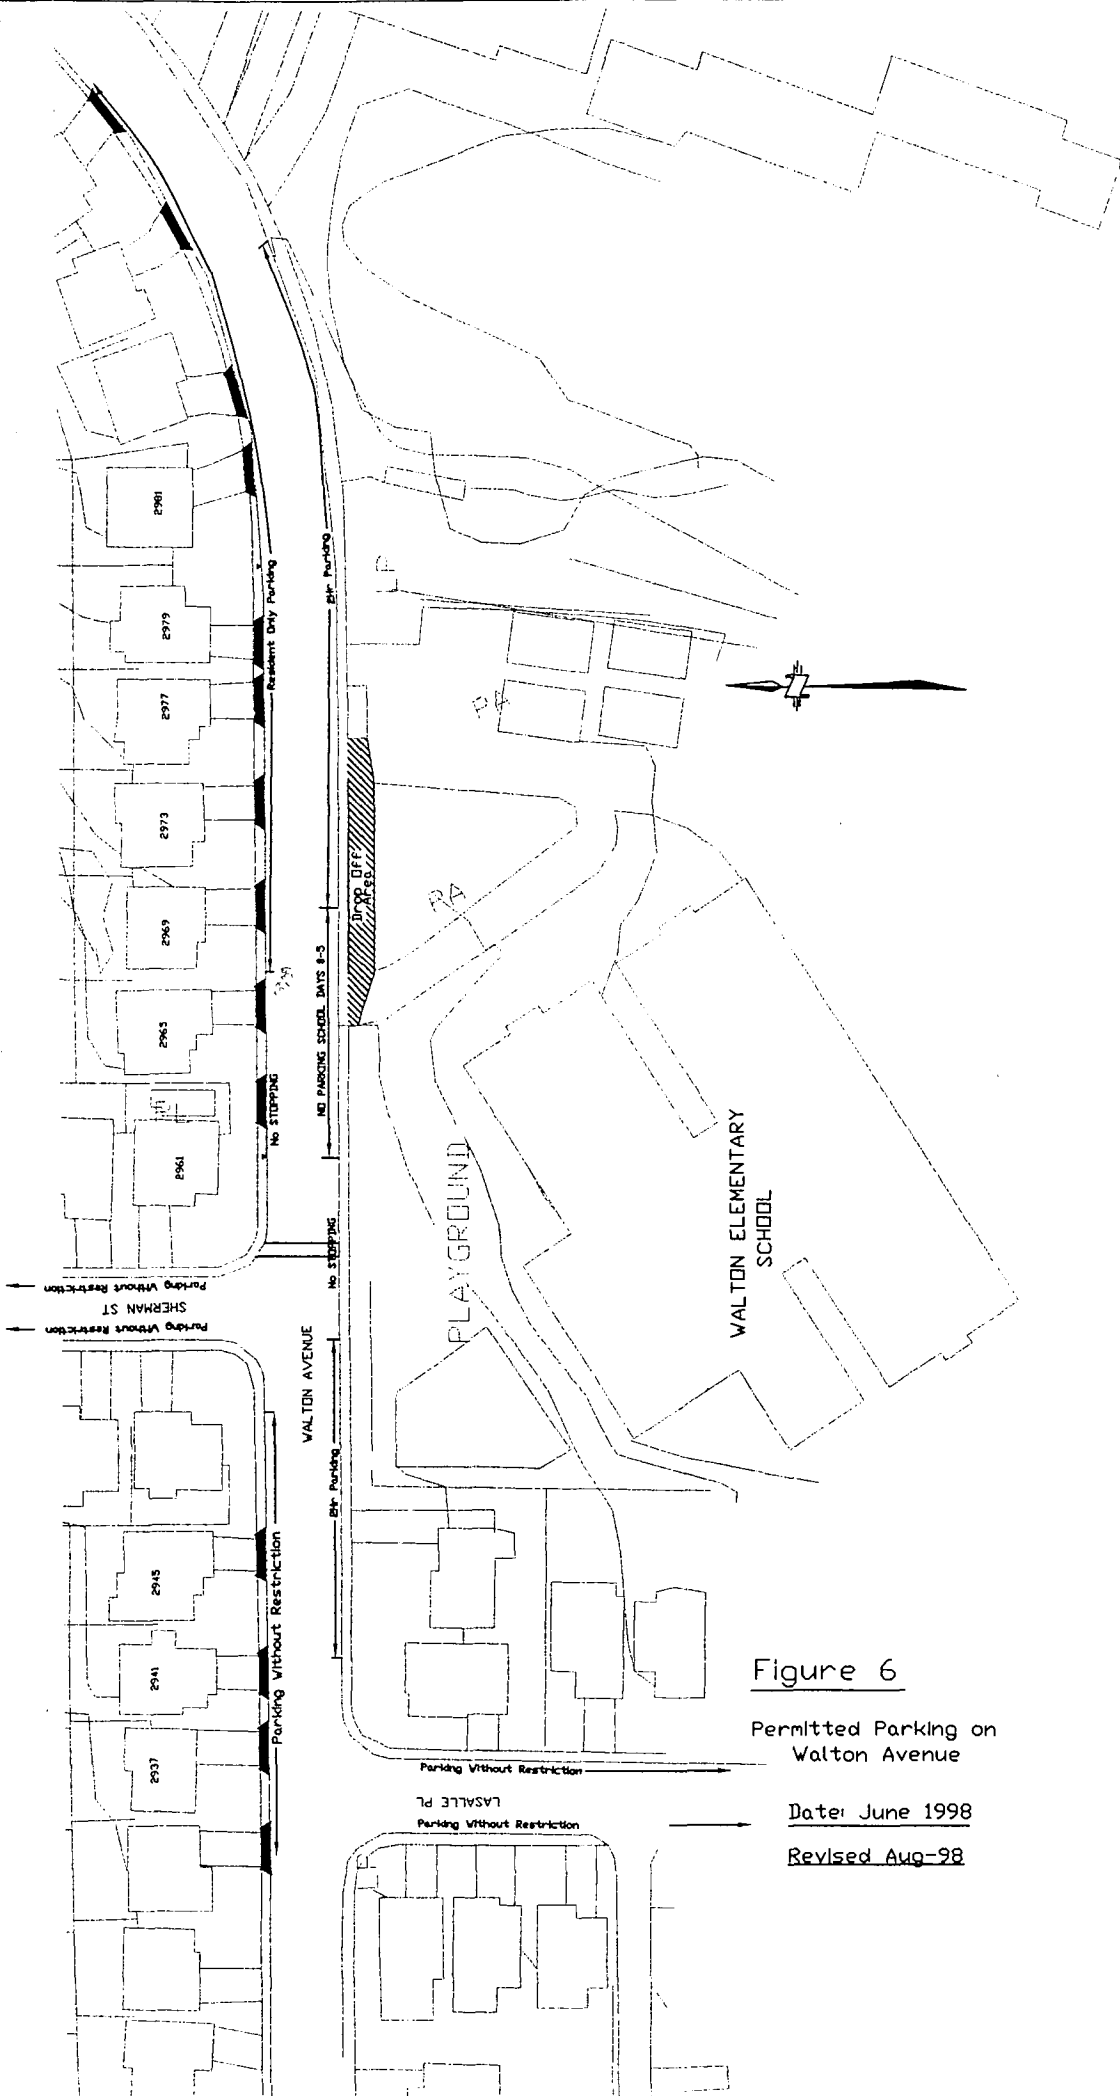 2981
Resident Only Parking
2Hr Parking
2979
2977
2973
2969
2965
2961
Drop Off
Area
RA
NO PARKING SCHOOL DAYS 8-5
No STOPPING
No STOPPING
PLAYGROUND
WALTON ELEMENTARY
SCHOOL
Parking Without Restriction
SHERMAN ST
Parking Without Restriction
WALTON AVENUE
2Hr Parking
Parking Without Restriction
2945
2941
2937
Parking Without Restriction
LASALLE PL
Parking Without Restriction
Figure 6
Permitted Parking on
Walton Avenue
Date: June 1998
Revised Aug-98